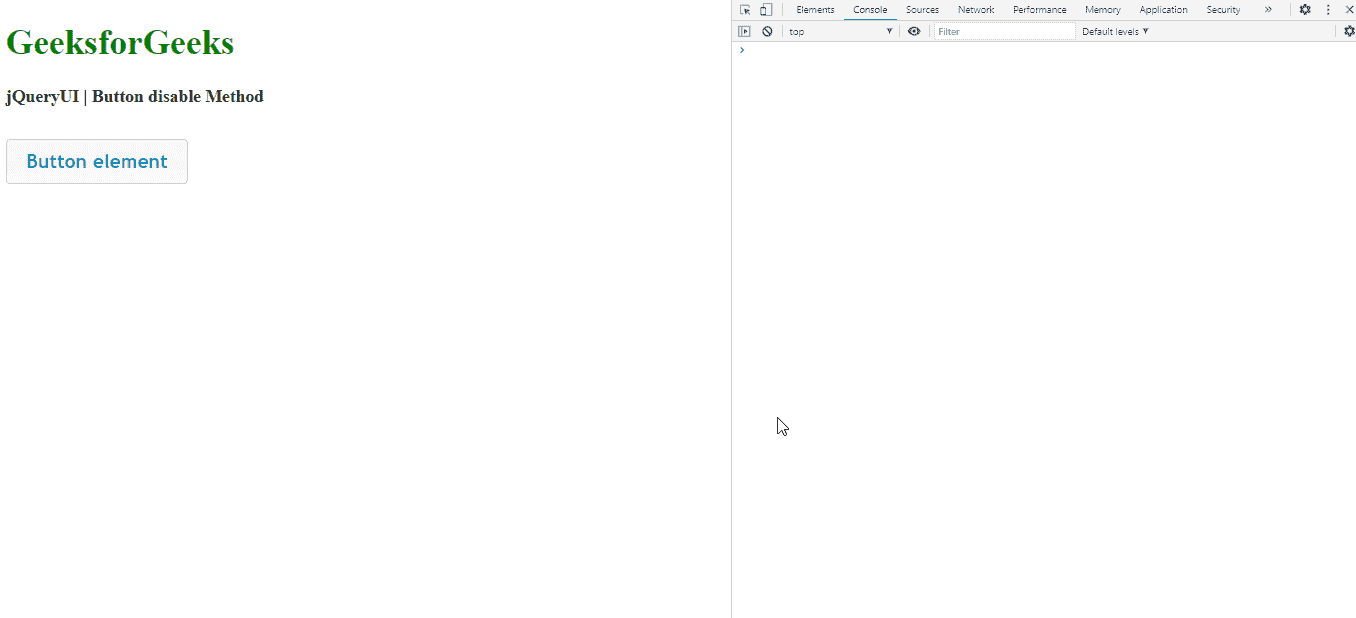 GeeksforGeeks
jQueryUI | Button disable Method
Button element
Elements Console Sources Network Performance Memory Application Security »
top ▼ Filter Default levels ▼
›